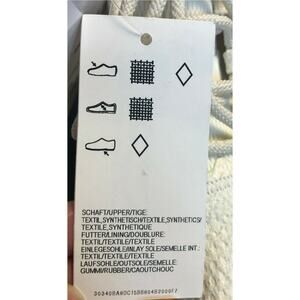 SCHAFT/UPPER/TIGE:
TEXTIL,SYNTHETISCH/TEXTILE,SYNTHETICS/
TEXTILE,SYNTHETIQUE
FUTTER/LINING/DOUBLURE:
TEXTIL/TEXTILE/TEXTILE
EINLEGESOHLE/INLAY SOLE/SEMELLE INT.:
TEXTIL/TEXTILE/TEXTILE
LAUFSOHLE/OUTSOLE/SEMELLE:
GUMMI/RUBBER/CAOUTCHOUC